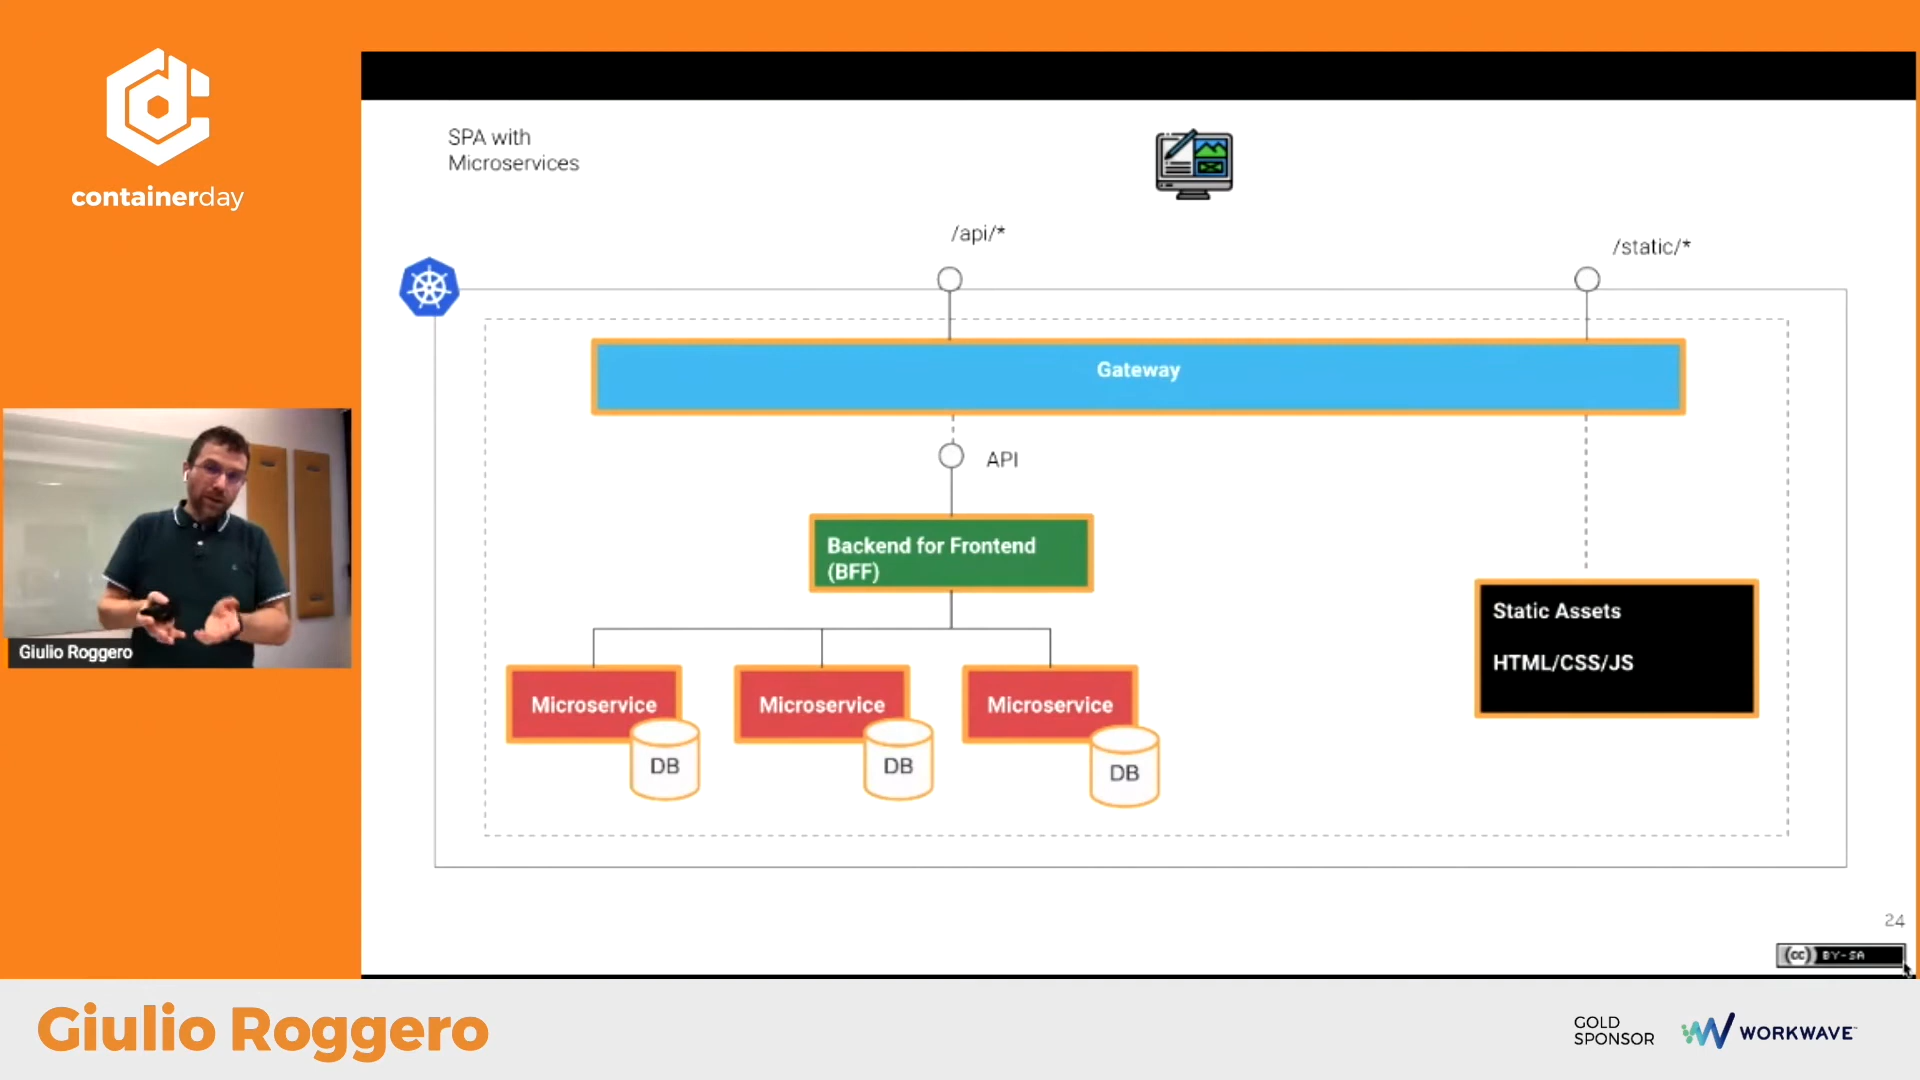 containerday
SPA with
Microservices
/api/*
/static/*
Gateway
API
Backend for Frontend
(BFF)
Static Assets
HTML/CSS/JS
Microservice
Microservice
Microservice
DB
DB
DB
Giulio Roggero
24
(cc) BY-SA
Giulio Roggero
GOLD
SPONSOR
WORKWAVE